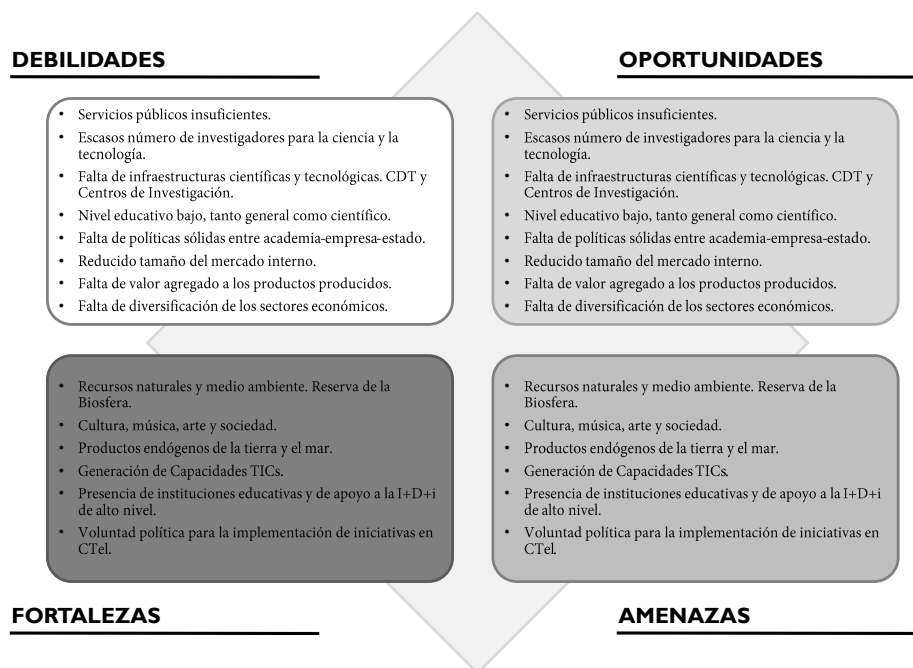 DEBILIDADES
• Servicios públicos insuficientes.
• Escasos número de investigadores para la ciencia y la
tecnología.
• Falta de infraestructuras científicas y tecnológicas. CDT y
Centros de Investigación.
• Nivel educativo bajo, tanto general como científico.
• Falta de políticas sólidas entre academia-empresa-estado.
• Reducido tamaño del mercado interno.
• Falta de valor agregado a los productos producidos.
• Falta de diversificación de los sectores económicos.
OPORTUNIDADES
• Servicios públicos insuficientes.
• Escasos número de investigadores para la ciencia y la
tecnología.
• Falta de infraestructuras científicas y tecnológicas. CDT y
Centros de Investigación.
• Nivel educativo bajo, tanto general como científico.
• Falta de políticas sólidas entre academia-empresa-estado.
• Reducido tamaño del mercado interno.
• Falta de valor agregado a los productos producidos.
• Falta de diversificación de los sectores económicos.
• Recursos naturales y medio ambiente. Reserva de la
Biosfera.
• Cultura, música, arte y sociedad.
• Productos endógenos de la tierra y el mar.
• Generación de Capacidades TICs.
• Presencia de instituciones educativas y de apoyo a la I+D+i
de alto nivel.
• Voluntad política para la implementación de iniciativas en
CTel.
FORTALEZAS
• Recursos naturales y medio ambiente. Reserva de la
Biosfera.
• Cultura, música, arte y sociedad.
• Productos endógenos de la tierra y el mar.
• Generación de Capacidades TICs.
• Presencia de instituciones educativas y de apoyo a la I+D+i
de alto nivel.
• Voluntad política para la implementación de iniciativas en
CTel.
AMENAZAS